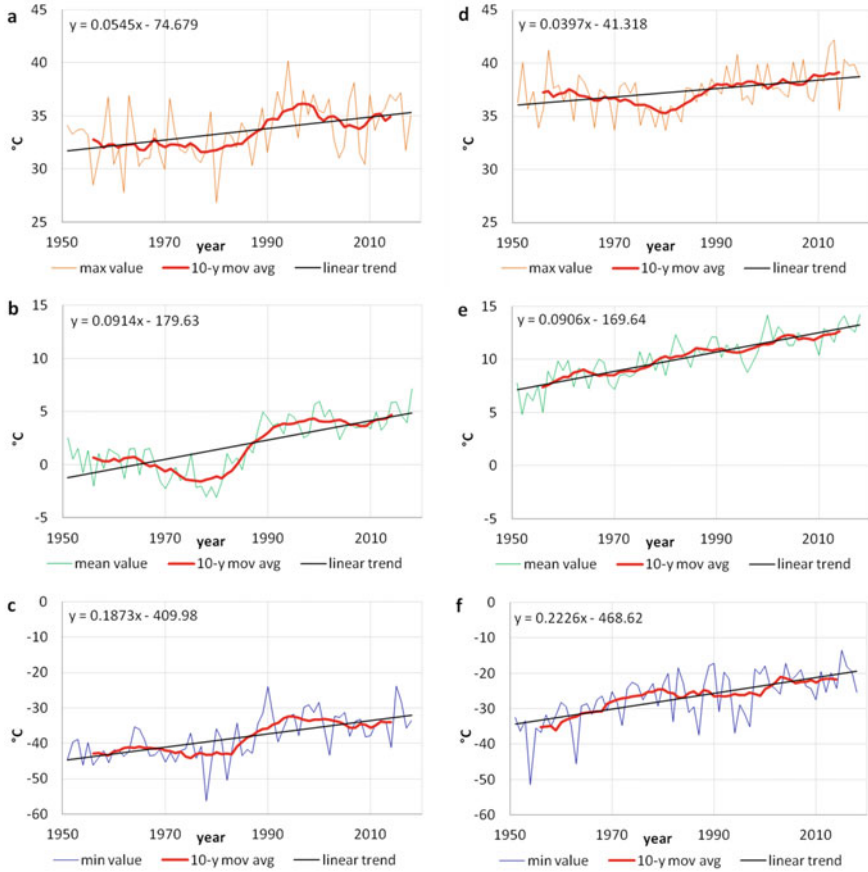 a
y = 0.0545x - 74.679
45
40
35
30
25
°C
1950
1970
1990
2010
year
max value
10-y mov avg
linear trend
d
y = 0.0397x - 41.318
45
40
35
30
25
°C
1950
1970
1990
2010
year
max value
10-y mov avg
linear trend
b
y = 0.0914x - 179.63
15
10
5
0
-5
°C
1950
1970
1990
2010
year
mean value
10-y mov avg
linear trend
e
y = 0.0906x - 169.64
15
10
5
0
-5
°C
1950
1970
1990
2010
year
mean value
10-y mov avg
linear trend
c
y = 0.1873x - 409.98
0
-10
-20
-30
-40
-50
-60
°C
1950
1970
1990
2010
year
min value
10-y mov avg
linear trend
f
y = 0.2226x - 468.62
0
-10
-20
-30
-40
-50
-60
°C
1950
1970
1990
2010
year
min value
10-y mov avg
linear trend